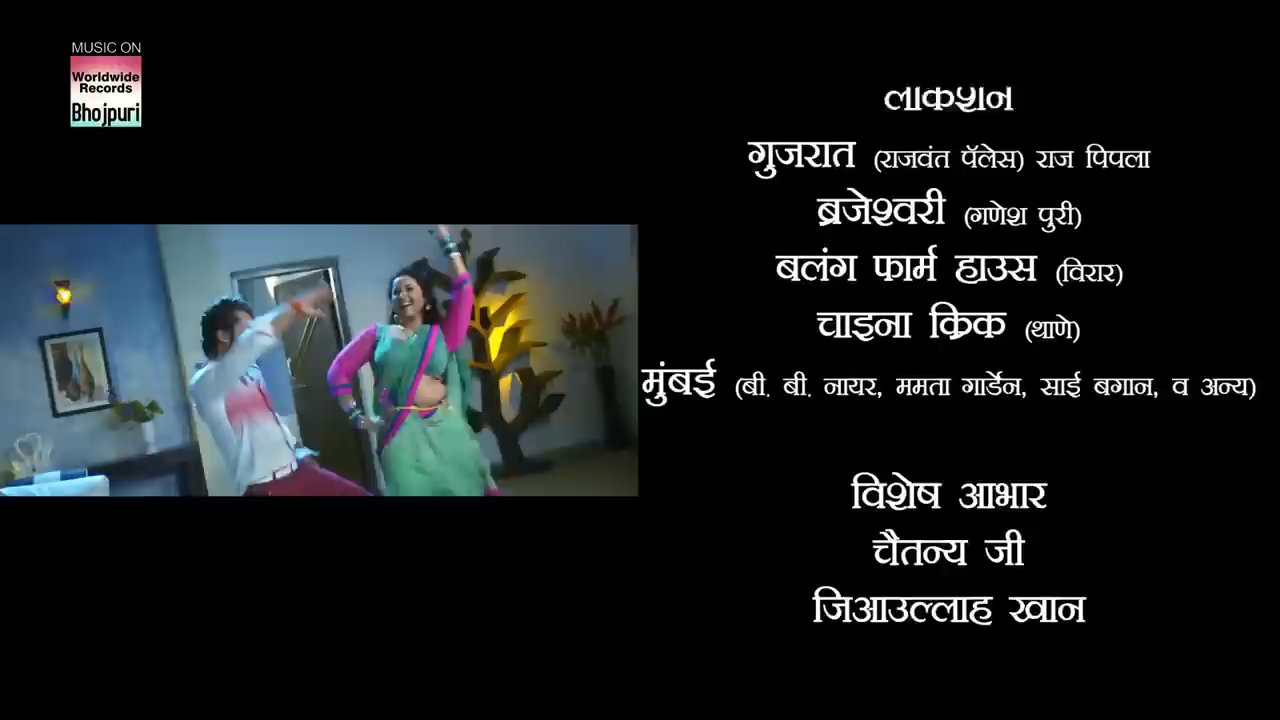 MUSIC ON
Worldwide
Records
Bhojpuri
लाकशन
गुजरात (राजवंत पॅलेस) राज पिपला
ब्रजेश्वरी (गणेश पुरी)
बलंग फार्म हाउस (विरार)
चाइना क्रिक (थाणे)
मुंबई (बी. बी. नायर, ममता गार्डेन, साई बगान, व अन्य)
विशेष आभार
चैतन्य जी
जिआउल्लाह खान